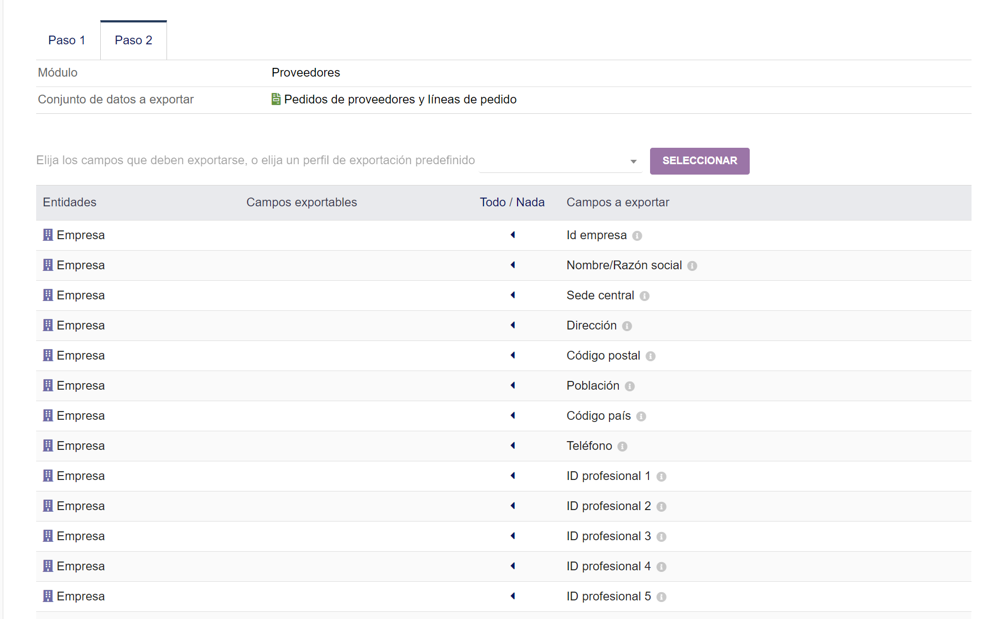 Paso 1 Paso 2
Módulo Proveedores
Conjunto de datos a exportar Pedidos de proveedores y líneas de pedido
Elija los campos que deben exportarse, o elija un perfil de exportación predefinido SELECCIONAR
Entidades Campos exportables Todo / Nada Campos a exportar
Empresa Id empresa
Empresa Nombre/Razón social
Empresa Sede central
Empresa Dirección
Empresa Código postal
Empresa Población
Empresa Código país
Empresa Teléfono
Empresa ID profesional 1
Empresa ID profesional 2
Empresa ID profesional 3
Empresa ID profesional 4
Empresa ID profesional 5